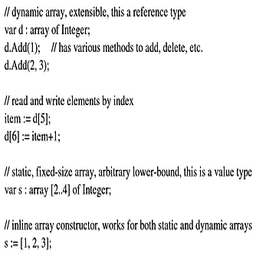 // dynamic array, extensible, this a reference type
var d : array of Integer;
d.Add(1);    // has various methods to add, delete, etc.
d.Add(2, 3);

// read and write elements by index
item := d[5];
d[6] := item+1;

// static, fixed-size array, arbitrary lower-bound, this is a value type
var s : array [2..4] of Integer;

// inline array constructor, works for both static and dynamic arrays
s := [1, 2, 3];